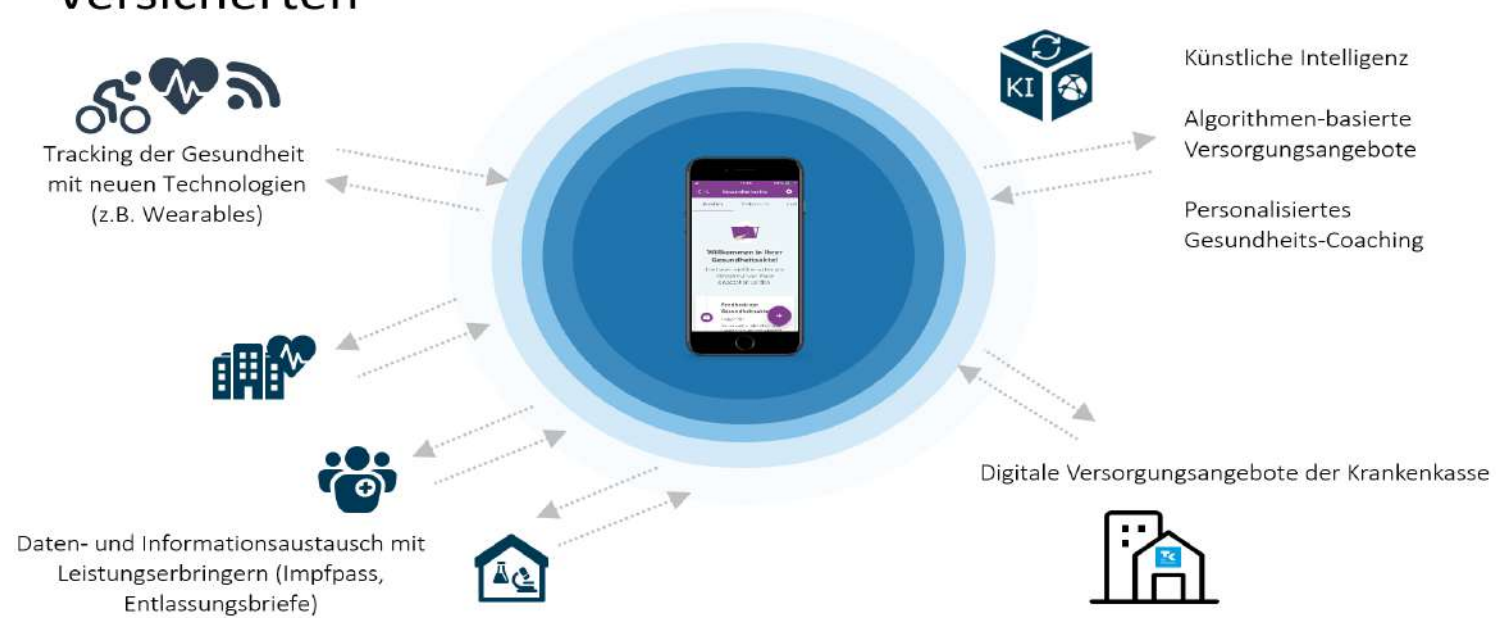 Versicherten
Tracking der Gesundheit
mit neuen Technologien
(z.B. Wearables)
KI
Künstliche Intelligenz
Algorithmen-basierte
Versorgungsangebote
Personalisiertes
Gesundheits-Coaching
Willkommen in Ihrer
Gesundheitsakte!
Digitale Versorgungsangebote der Krankenkasse
TK
Daten- und Informationsaustausch mit
Leistungserbringern (Impfpass,
Entlassungsbriefe)